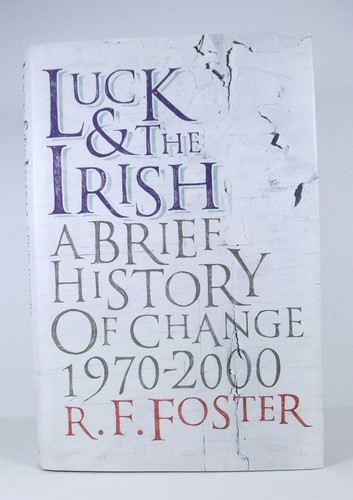 LUCK
& THE
IRISH
A BRIEF
HISTORY
OF CHANGE
1970-2000
R.F.FOSTER